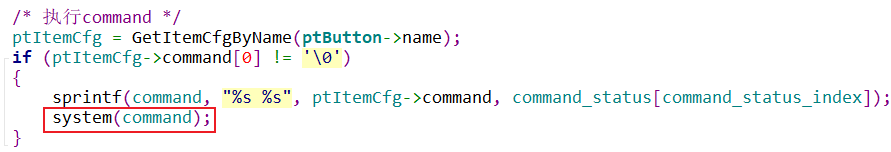 /* 执行command */
ptItemCfg = GetItemCfgByName(ptButton->name);
if (ptItemCfg->command[0] != '\0')
{
sprintf(command, "%s %s", ptItemCfg->command, command_status[command_status_index]);
system(command);
}